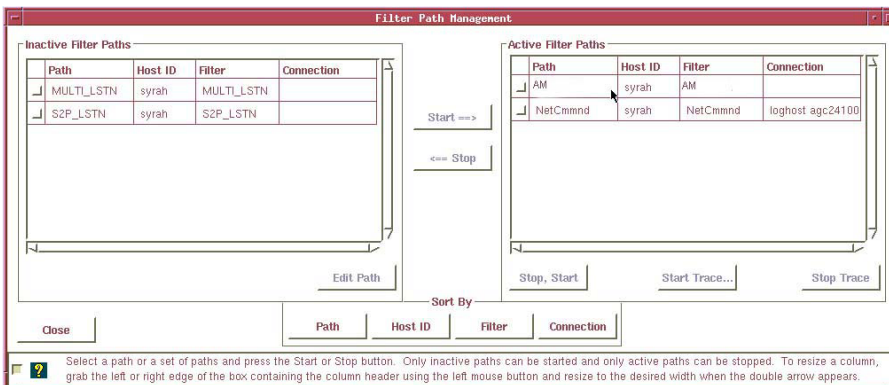 Filter Path Management
Inactive Filter Paths
Path Host ID Filter Connection
MULTI_LSTN syrah MULTI_LSTN
S2P_LSTN syrah S2P_LSTN
Edit Path
Start ==>
<== Stop
Active Filter Paths
Path Host ID Filter Connection
AM syrah AM
NetCmmnd syrah NetCmmnd loghost agc24100
Stop, Start Start Trace... Stop Trace
Sort By
Close Path Host ID Filter Connection
? Select a path or a set of paths and press the Start or Stop button. Only inactive paths can be started and only active paths can be stopped. To resize a column,
grab the left or right edge of the box containing the column header using the left mouse button and resize to the desired width when the double arrow appears.